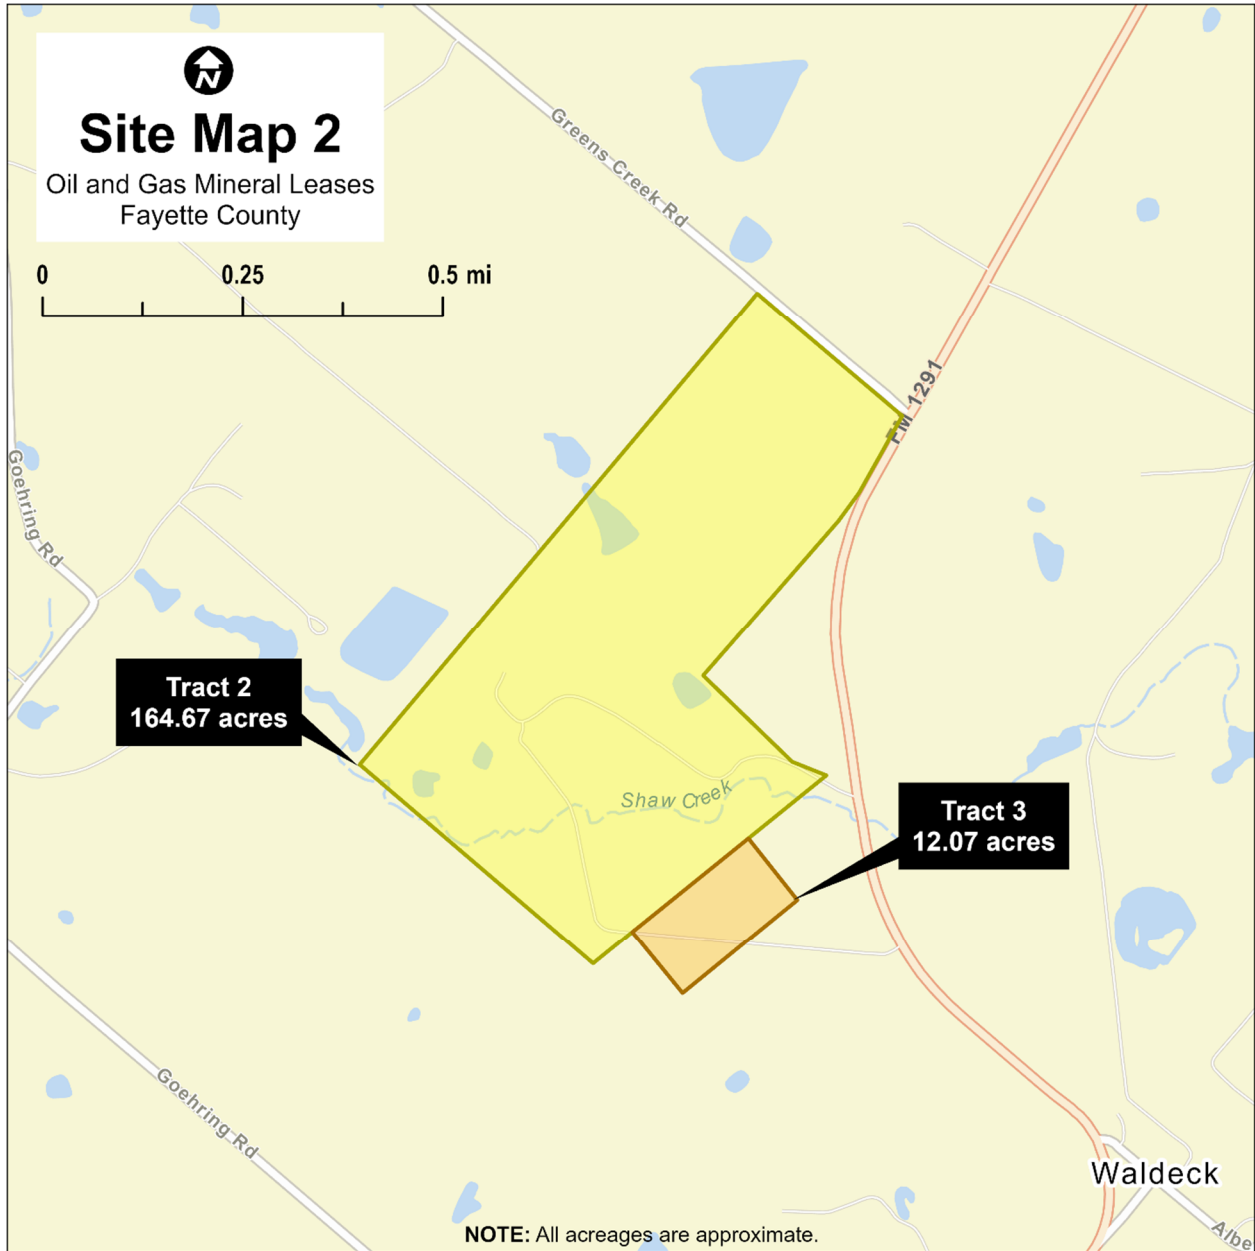 N
Site Map 2
Oil and Gas Mineral Leases
Fayette County
0 0.25 0.5 mi
Greens Creek Rd
FM 1291
Goehring Rd
Tract 2
164.67 acres
Shaw Creek
Tract 3
12.07 acres
Goehring Rd
Waldeck
Albe
NOTE: All acreages are approximate.